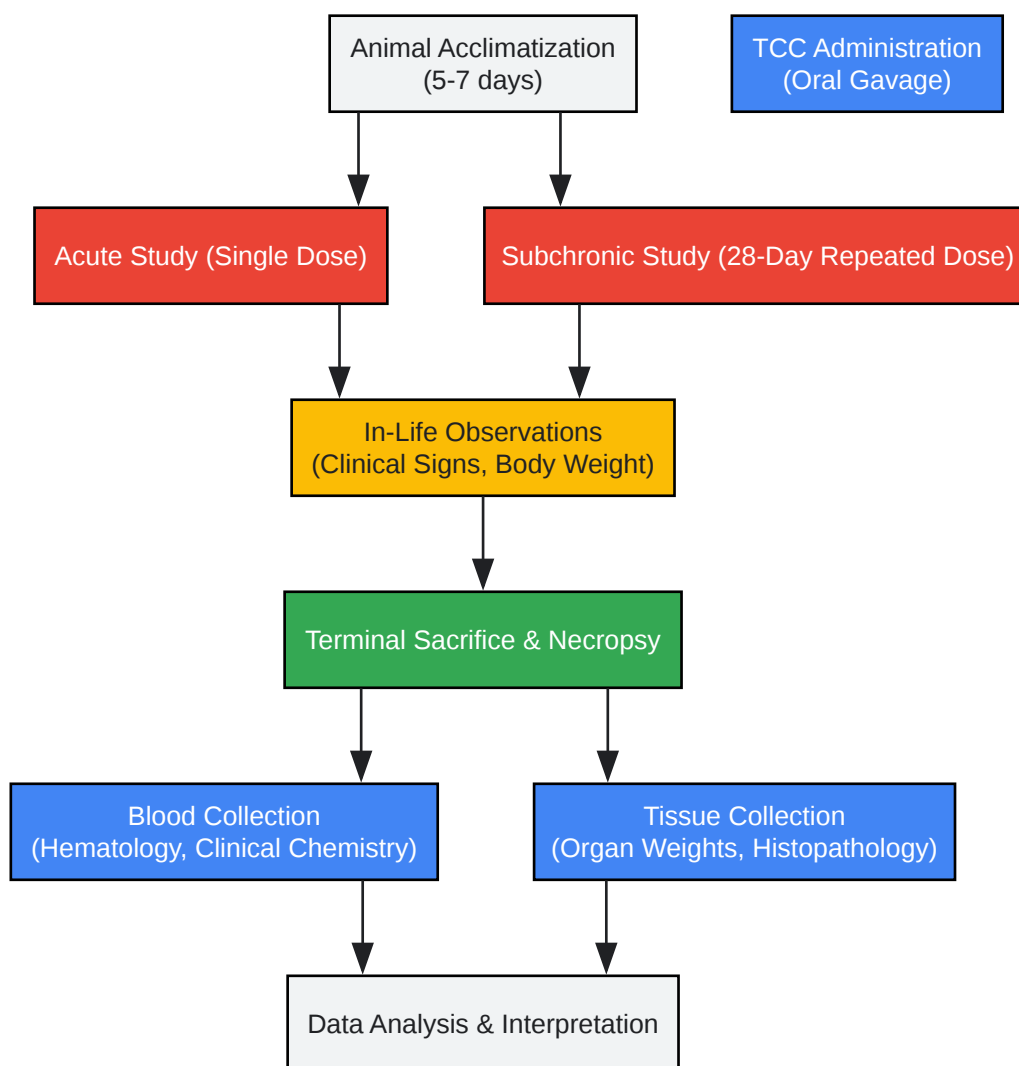 Animal Acclimatization
(5-7 days)
TCC Administration
(Oral Gavage)
Acute Study (Single Dose)
Subchronic Study (28-Day Repeated Dose)
In-Life Observations
(Clinical Signs, Body Weight)
Terminal Sacrifice & Necropsy
Blood Collection
(Hematology, Clinical Chemistry)
Tissue Collection
(Organ Weights, Histopathology)
Data Analysis & Interpretation